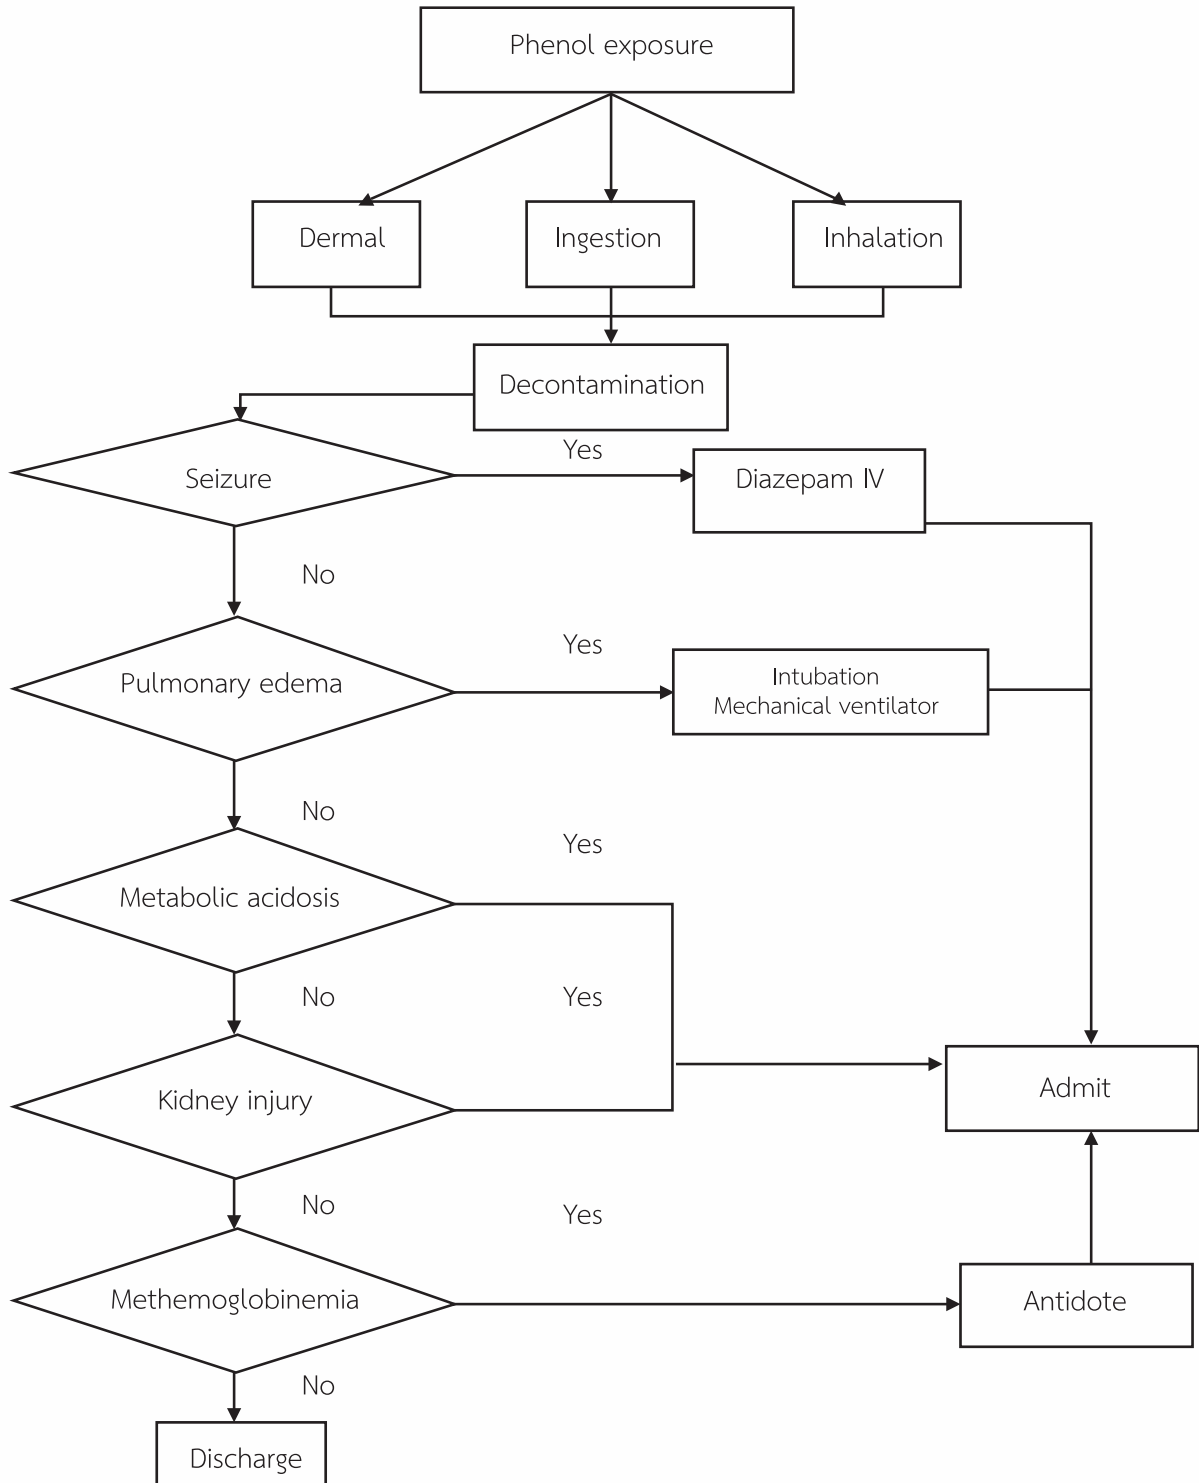 Phenol exposure
Dermal
Ingestion
Inhalation
Decontamination
Yes
Seizure
Diazepam IV
No
Yes
Pulmonary edema
Intubation
Mechanical ventilator
No
Yes
Metabolic acidosis
No
Yes
Kidney injury
Admit
No
Yes
Methemoglobinemia
Antidote
No
Discharge